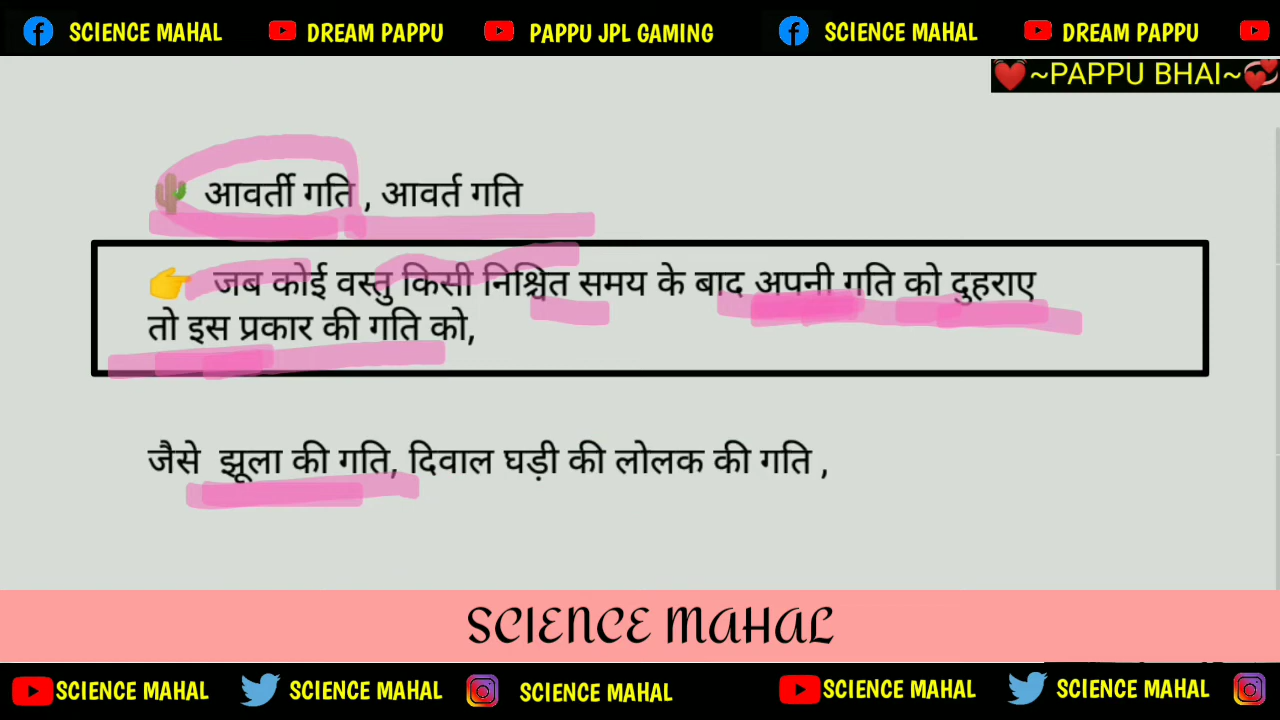 SCIENCE MAHAL DREAM PAPPU PAPPU JPL GAMING SCIENCE MAHAL DREAM PAPPU
~PAPPU BHAI~
आवर्ती गति , आवर्त गति
जब कोई वस्तु किसी निश्चित समय के बाद अपनी गति को दुहराए
तो इस प्रकार की गति को,
जैसे झूला की गति, दिवाल घड़ी की लोलक की गति ,
SCIENCE MAHAL
SCIENCE MAHAL SCIENCE MAHAL SCIENCE MAHAL SCIENCE MAHAL SCIENCE MAHAL